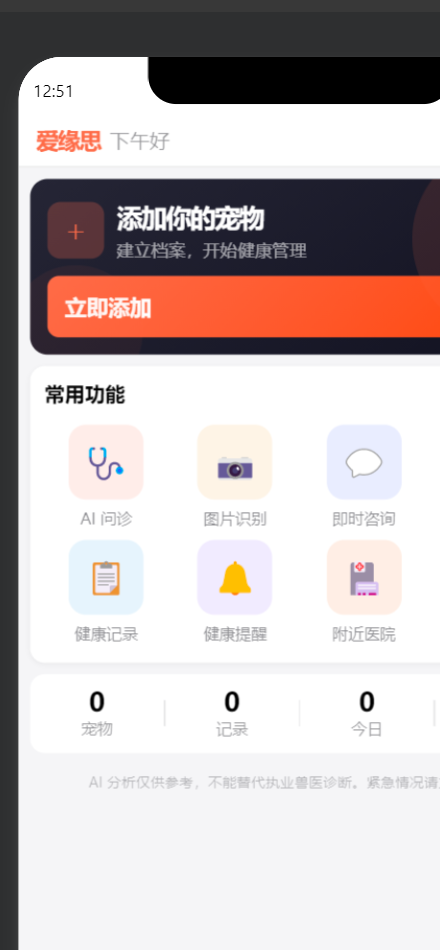 12:51
爱缘思 下午好
添加你的宠物
建立档案，开始健康管理
立即添加
常用功能
AI 问诊 图片识别 即时咨询
健康记录 健康提醒 附近医院
0 0 0
宠物 记录 今日
AI 分析仅供参考，不能替代执业兽医诊断。紧急情况请